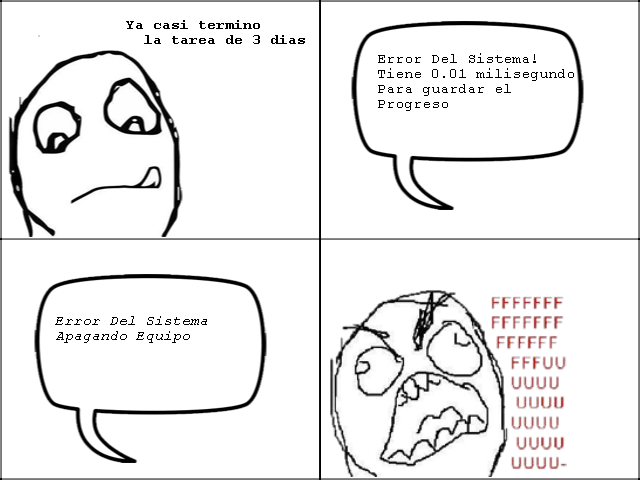 Ya casi termino
la tarea de 3 dias
Error Del Sistema!
Tiene 0.01 milisegundo
Para guardar el
Progreso
Error Del Sistema
Apagando Equipo
FFFFFFF
FFFFFFF
FFFFFF
FFFUU
UUUU
UUUU
UUUU
UUUU
UUUU-